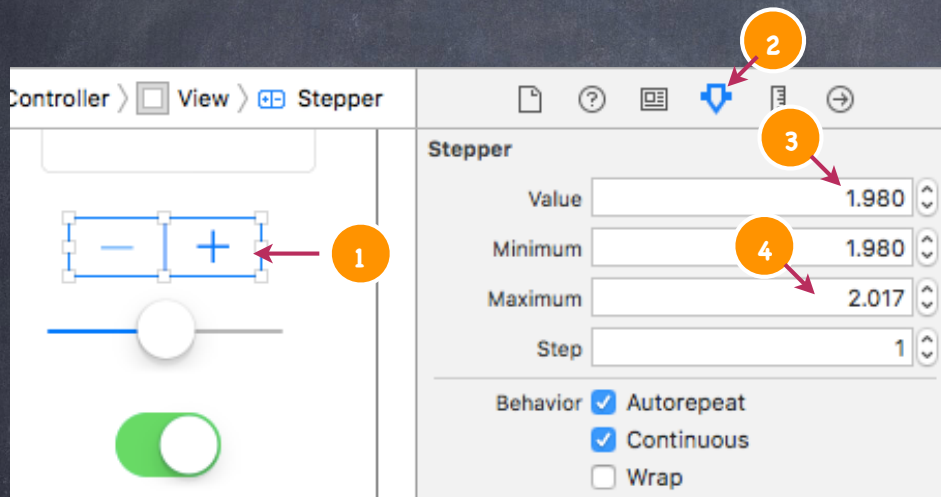 2
Controller > View > Stepper
Stepper
3
Value 1.980
1
Minimum 1.980
4
Maximum 2.017
Step 1
Behavior Autorepeat
Continuous
Wrap